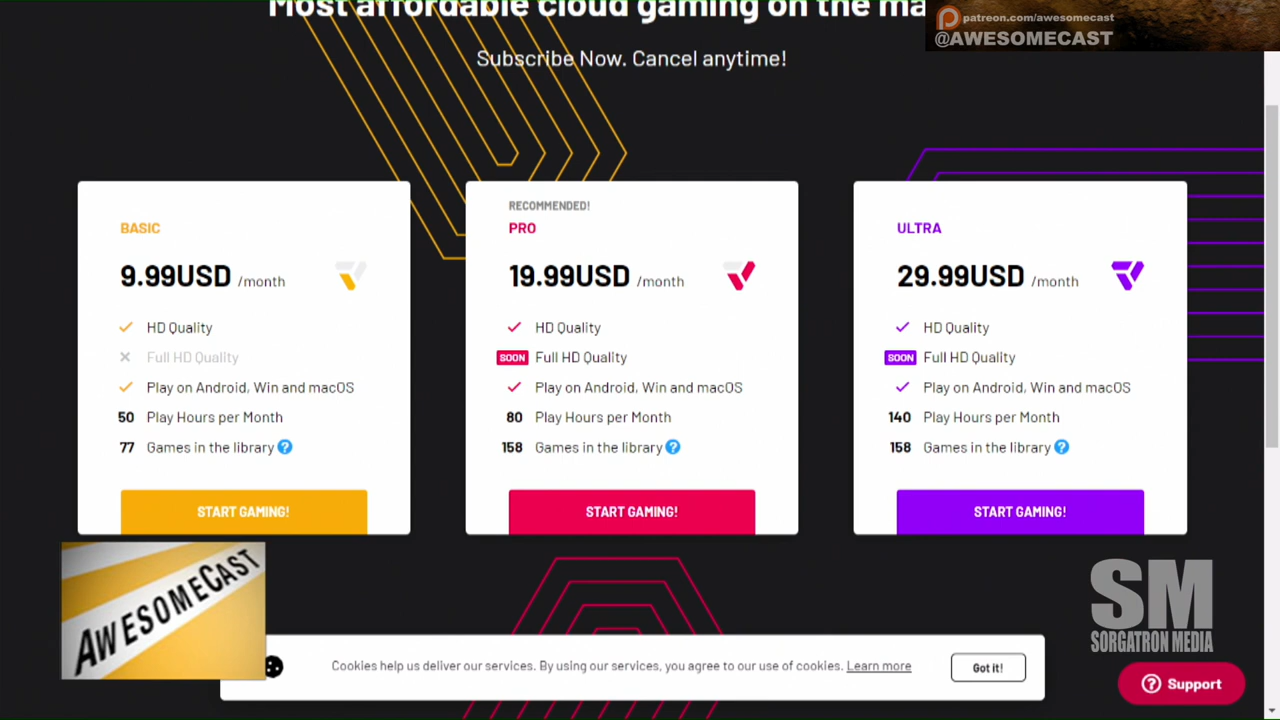 Most affordable cloud gaming on the ma
patreon.com/awesomecast
@AWESOMECAST
Subscribe Now. Cancel anytime!
BASIC
9.99USD /month
HD Quality
Full HD Quality
Play on Android, Win and macOS
50 Play Hours per Month
77 Games in the library ?
START GAMING!
RECOMMENDED!
PRO
19.99USD /month
HD Quality
SOON Full HD Quality
Play on Android, Win and macOS
80 Play Hours per Month
158 Games in the library ?
START GAMING!
ULTRA
29.99USD /month
HD Quality
SOON Full HD Quality
Play on Android, Win and macOS
140 Play Hours per Month
158 Games in the library ?
START GAMING!
AWESOMECAST
SM
SORGATRON MEDIA
Cookies help us deliver our services. By using our services, you agree to our use of cookies. Learn more
Got it!
? Support